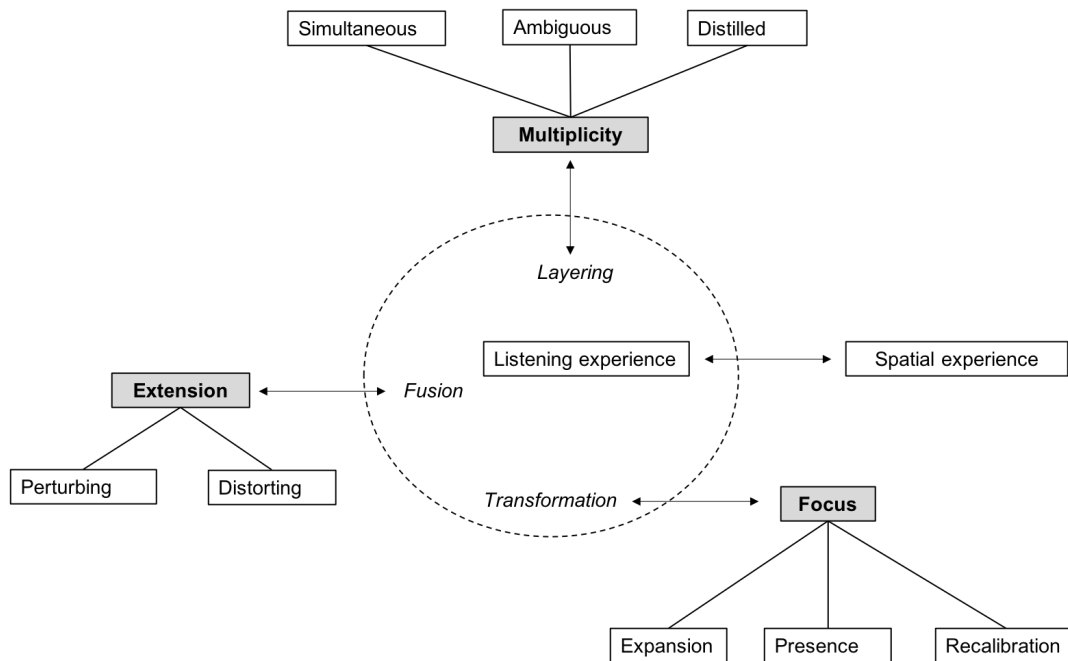 Simultaneous
Ambiguous
Distilled
Multiplicity
Layering
Listening experience
Spatial experience
Extension
Fusion
Perturbing
Distorting
Transformation
Focus
Expansion
Presence
Recalibration